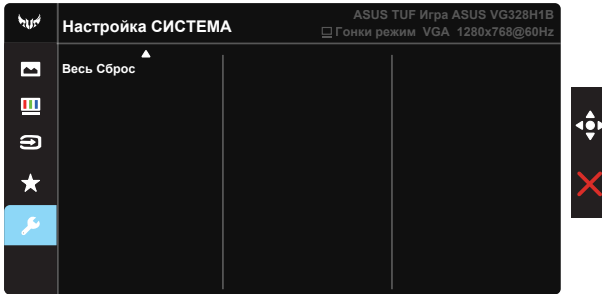 Настройка СИСТЕМА
ASUS TUF Игра ASUS VG328H1B
Гонки режим VGA 1280x768@60Hz
Весь Сброс